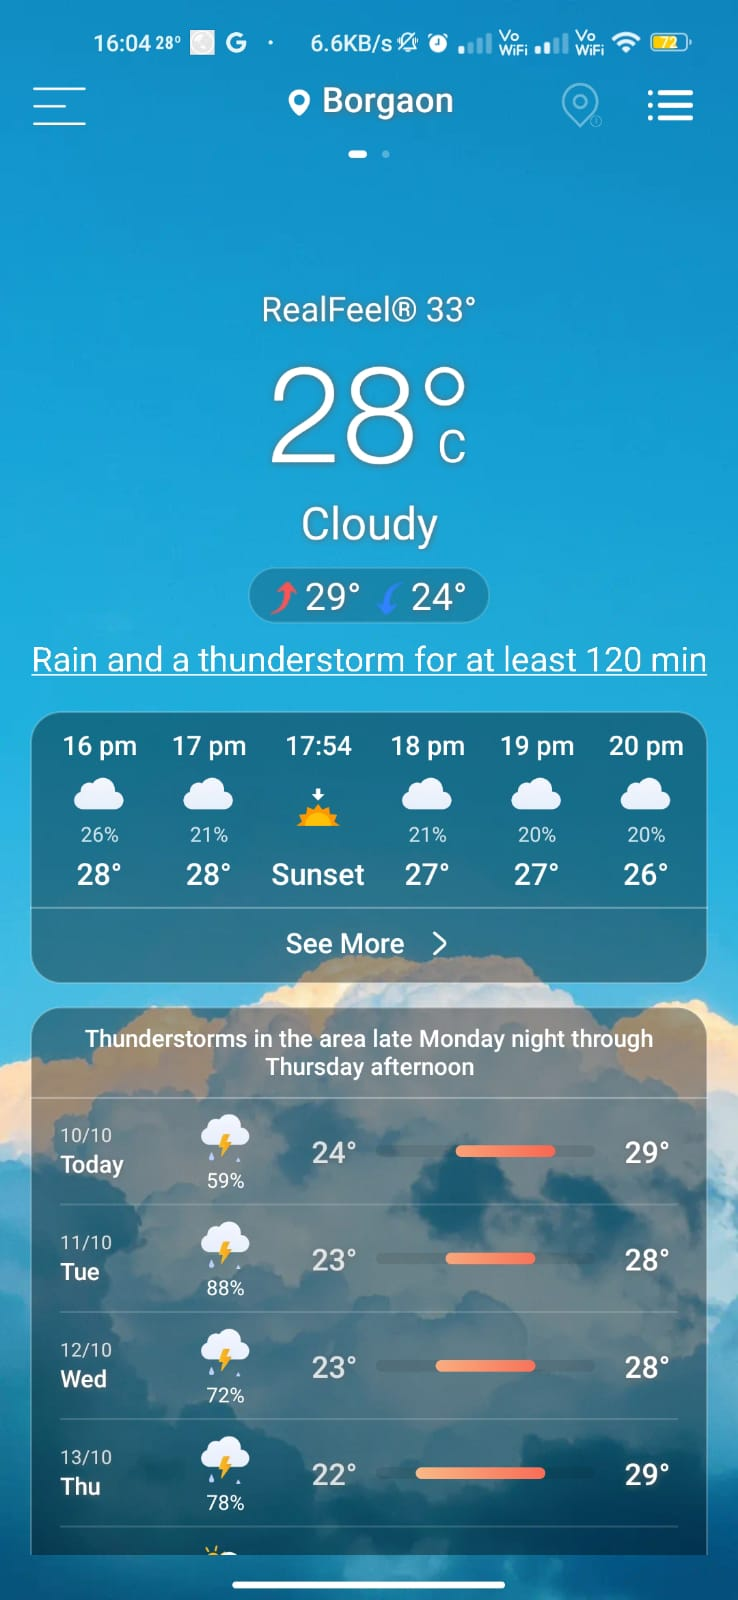 16:04 28° G · 6.6KB/s Vo WiFi Vo WiFi 72
Borgaon
RealFeel® 33°
28°C
Cloudy
29° 24°
Rain and a thunderstorm for at least 120 min
16 pm 17 pm 17:54 18 pm 19 pm 20 pm
26% 21% 21% 20% 20%
28° 28° Sunset 27° 27° 26°
See More >
Thunderstorms in the area late Monday night through
Thursday afternoon
10/10
Today 59% 24° 29°
11/10
Tue 88% 23° 28°
12/10
Wed 72% 23° 28°
13/10
Thu 78% 22° 29°